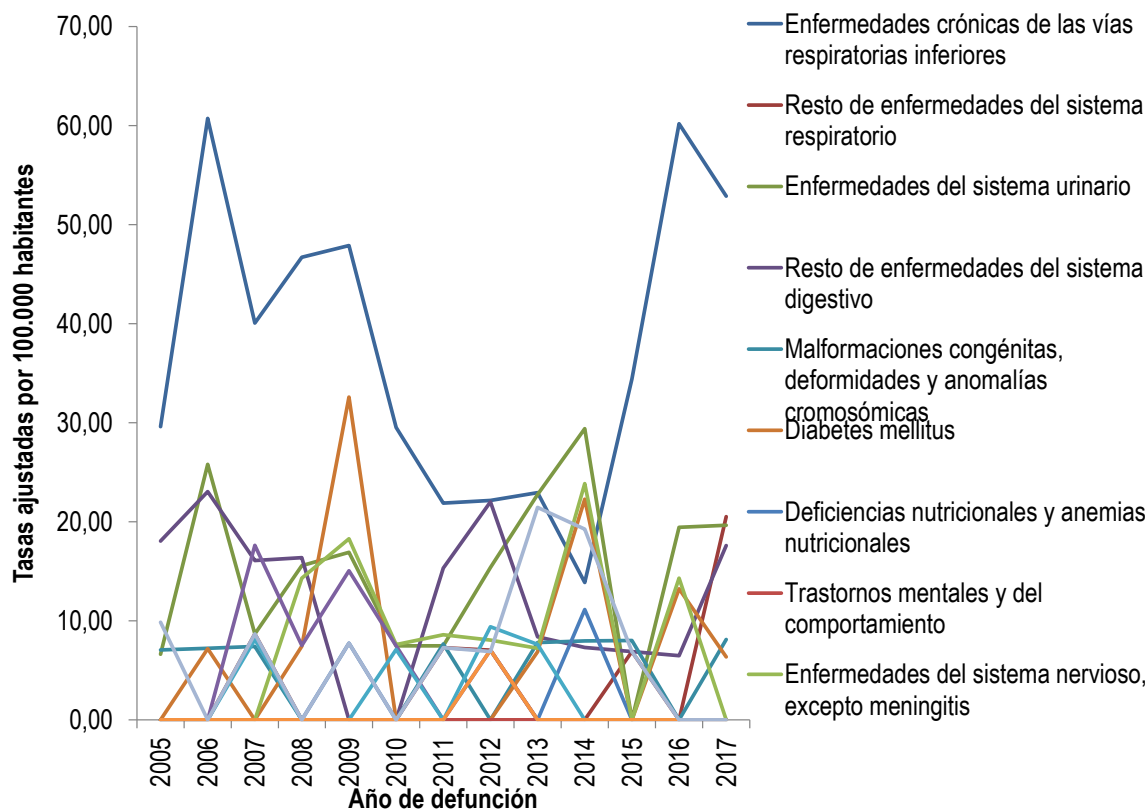 70,00
60,00
50,00
40,00
30,00
20,00
10,00
0,00
Tasas ajustadas por 100.000 habitantes
2005
2006
2007
2008
2009
2010
2011
2012
2013
2014
2015
2016
2017
Año de defunción
Enfermedades crónicas de las vías
respiratorias inferiores
Resto de enfermedades del sistema
respiratorio
Enfermedades del sistema urinario
Resto de enfermedades del sistema
digestivo
Malformaciones congénitas,
deformidades y anomalías
cromosómicas
Diabetes mellitus
Deficiencias nutricionales y anemias
nutricionales
Trastornos mentales y del
comportamiento
Enfermedades del sistema nervioso,
excepto meningitis